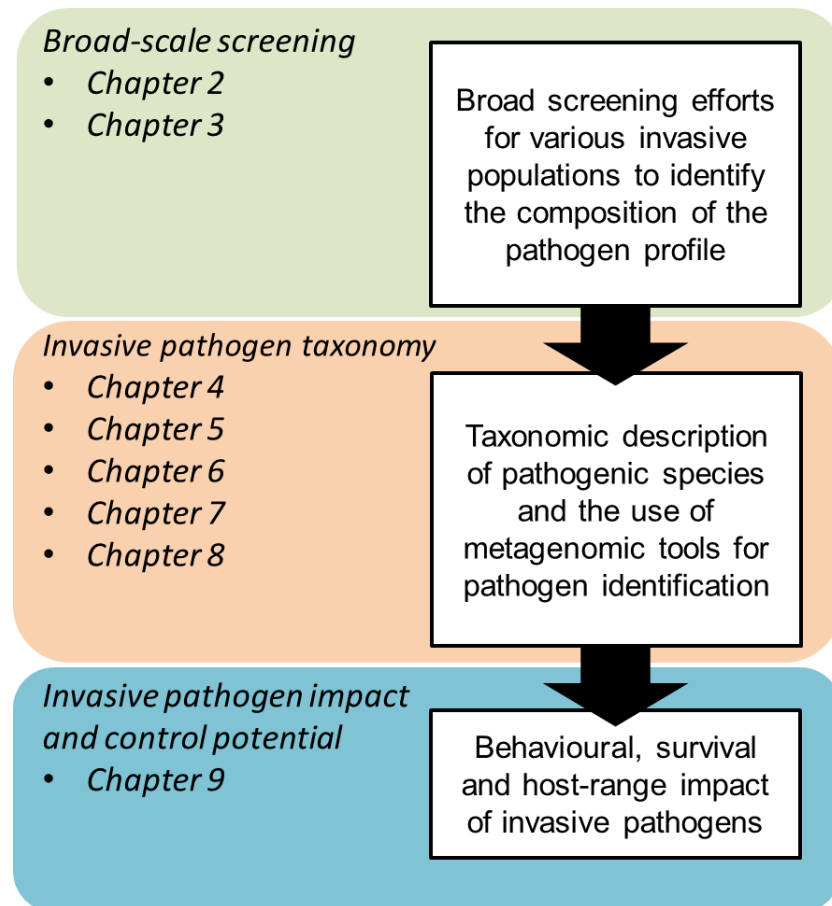 Broad-scale screening
• Chapter 2
• Chapter 3
Broad screening efforts
for various invasive
populations to identify
the composition of the
pathogen profile
Invasive pathogen taxonomy
• Chapter 4
• Chapter 5
• Chapter 6
• Chapter 7
• Chapter 8
Taxonomic description
of pathogenic species
and the use of
metagenomic tools for
pathogen identification
Invasive pathogen impact
and control potential
• Chapter 9
Behavioural, survival
and host-range impact
of invasive pathogens